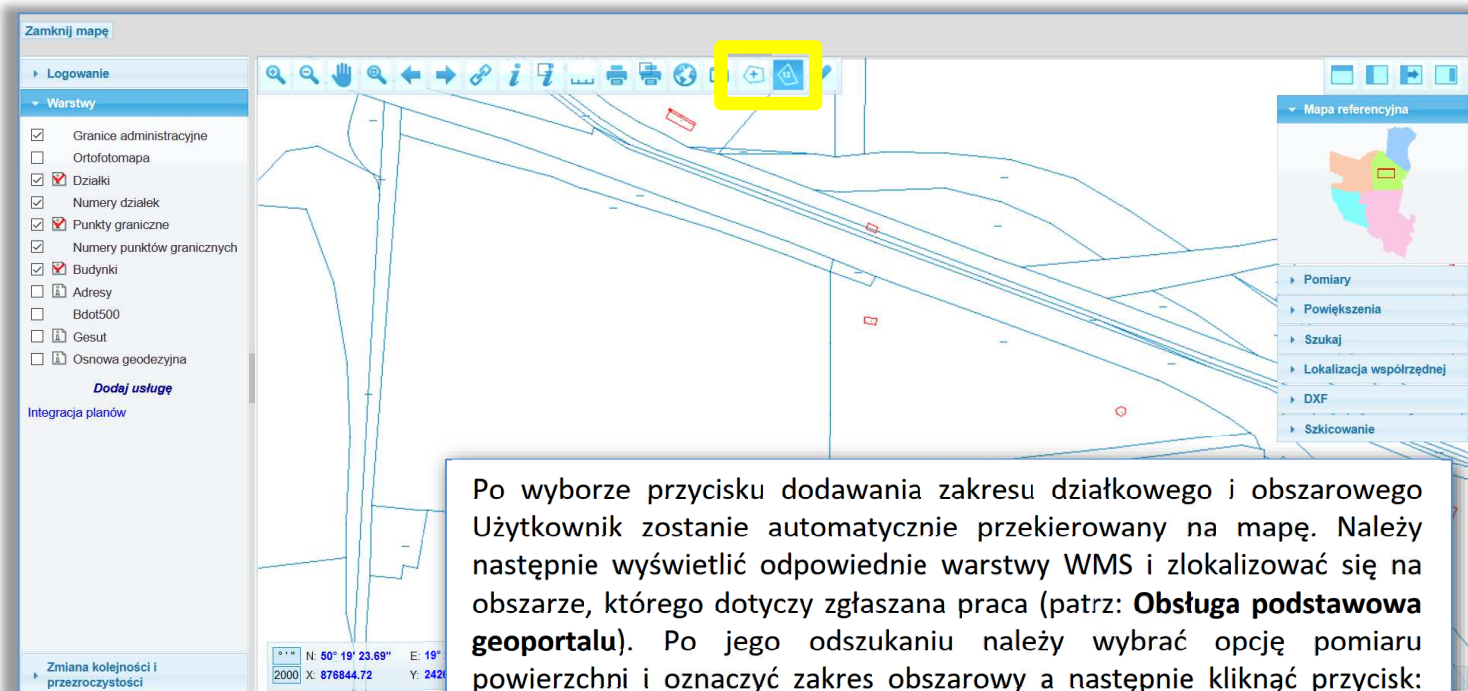 Zamknij mapę
Logowanie
Warstwy
Granice administracyjne
Ortofotomapa
Działki
Numery działek
Punkty graniczne
Numery punktów granicznych
Budynki
Adresy
Bdot500
Gesut
Osnowa geodezyjna
Dodaj usługę
Integracja planów
Zmiana kolejności i
przezroczystości
12
Mapa referencyjna
Pomiary
Powiększenia
Szukaj
Lokalizacja współrzędnej
DXF
Szkicowanie
° ' " N: 50° 19' 23.69" E: 19°
2000 X: 876844.72 Y: 2426
Po wyborze przycisku dodawania zakresu działkowego i obszarowego
Użytkownik zostanie automatycznie przekierowany na mapę. Należy
następnie wyświetlić odpowiednie warstwy WMS i zlokalizować się na
obszarze, którego dotyczy zgłaszana praca (patrz: Obsługa podstawowa
geoportalu). Po jego odszukaniu należy wybrać opcję pomiaru
powierzchni i oznaczyć zakres obszarowy a następnie kliknąć przycisk: